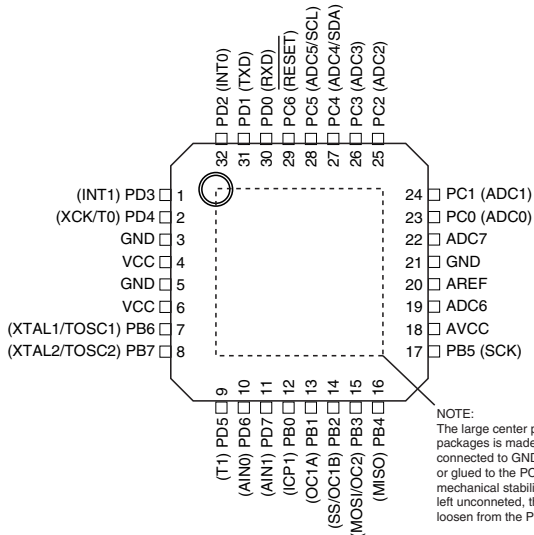 32 PD2 (INT0)
31 PD1 (TXD)
30 PD0 (RXD)
29 PC6 (RESET)
28 PC5 (ADC5/SCL)
27 PC4 (ADC4/SDA)
26 PC3 (ADC3)
25 PC2 (ADC2)
(INT1) PD3 1
(XCK/T0) PD4 2
GND 3
VCC 4
GND 5
VCC 6
(XTAL1/TOSC1) PB6 7
(XTAL2/TOSC2) PB7 8
24 PC1 (ADC1)
23 PC0 (ADC0)
22 ADC7
21 GND
20 AREF
19 ADC6
18 AVCC
17 PB5 (SCK)
(T1) PD5 9
(AIN0) PD6 10
(AIN1) PD7 11
(ICP1) PB0 12
(OC1A) PB1 13
(SS/OC1B) PB2 14
(MOSI/OC2) PB3 15
(MISO) PB4 16
NOTE:
The large center p
packages is made
connected to GND
or glued to the PC
mechanical stabili
left unconneted, th
loosen from the P